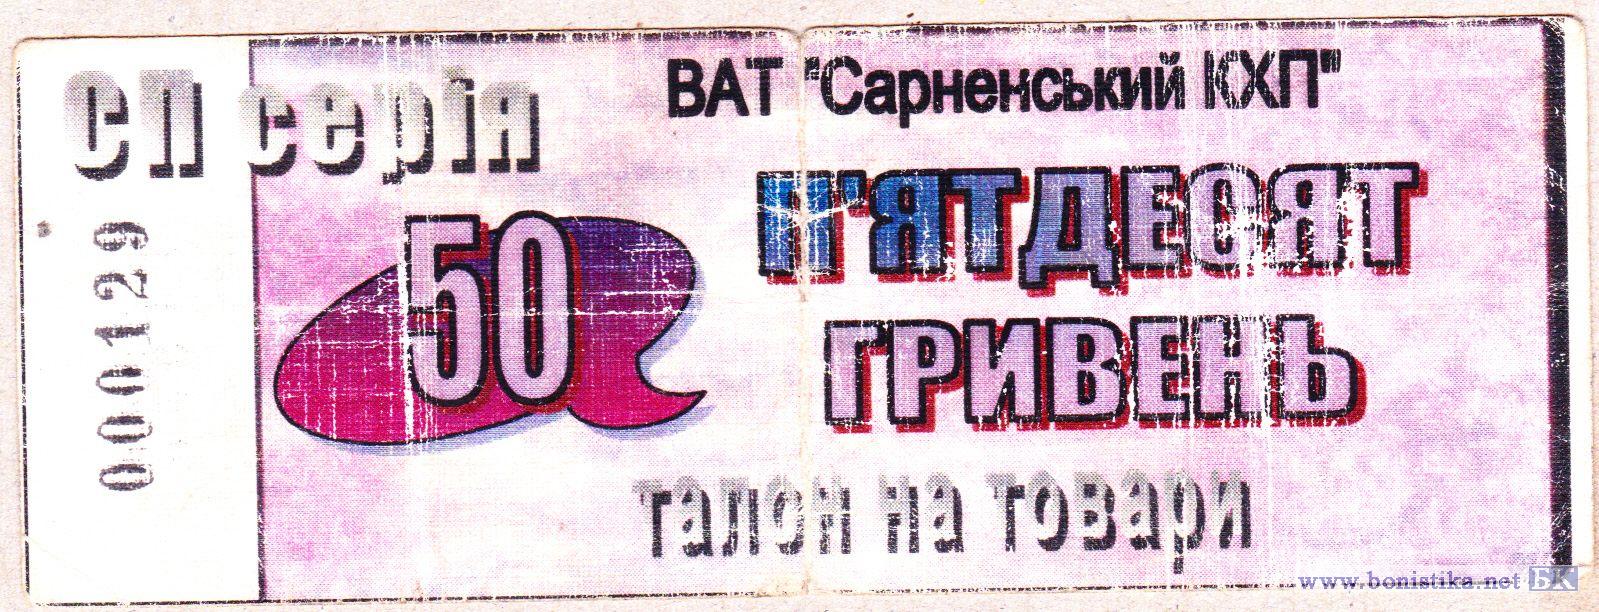 СП серія
ВАТ "Сарненський КХП"
000129
50
П'ЯТДЕСЯТ
ГРИВЕНЬ
талон на товари
www.bonistika.net БК